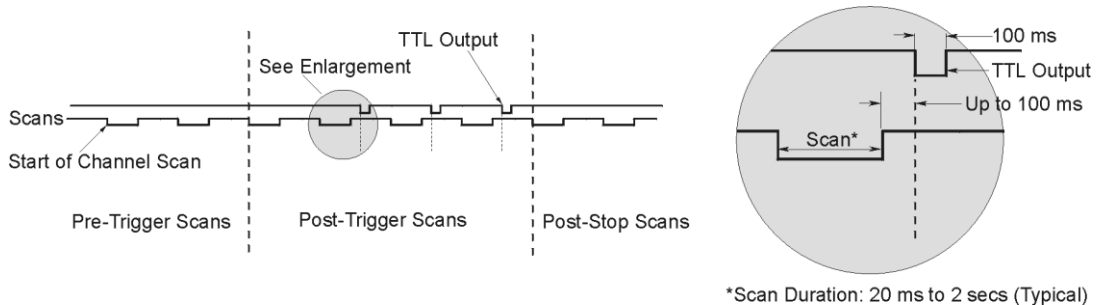 TTL Output
See Enlargement
Scans
Start of Channel Scan
Pre-Trigger Scans
Post-Trigger Scans
Post-Stop Scans
100 ms
TTL Output
Up to 100 ms
Scan*
*Scan Duration: 20 ms to 2 secs (Typical)